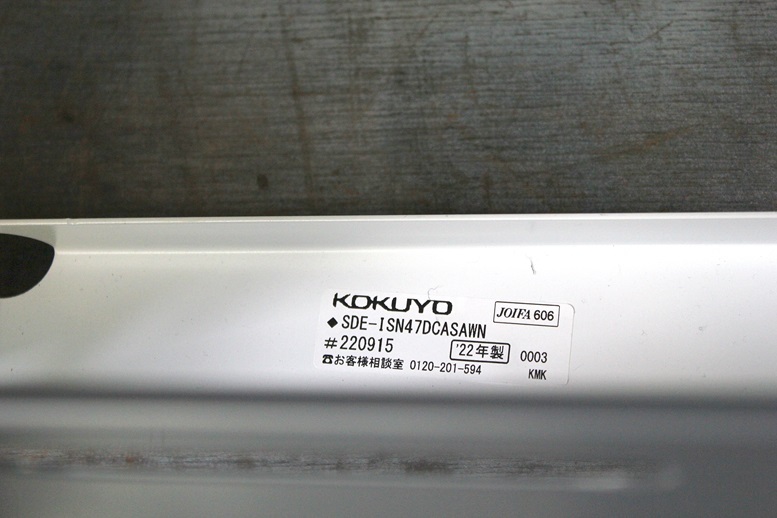 KOKUYO JOIFA 606
◆SDE-ISN47DCASAWN
#220915 '22年製 0003
☎お客様相談室 0120-201-594 KMK